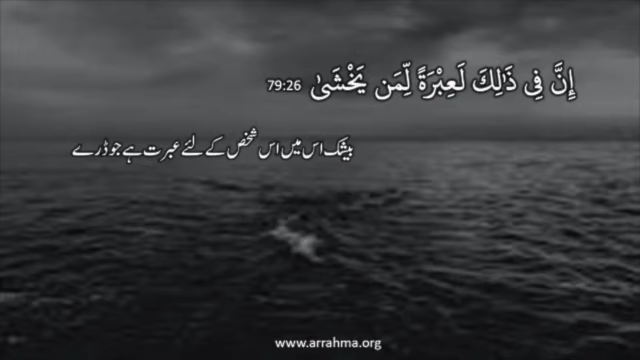 إِنَّ فِي ذَٰلِكَ لَعِبْرَةً لِّمَن يَخْشَىٰ 79:26
بیشک اس میں اس شخص کے لئے عبرت ہے جو ڈرے
www.arrahma.org